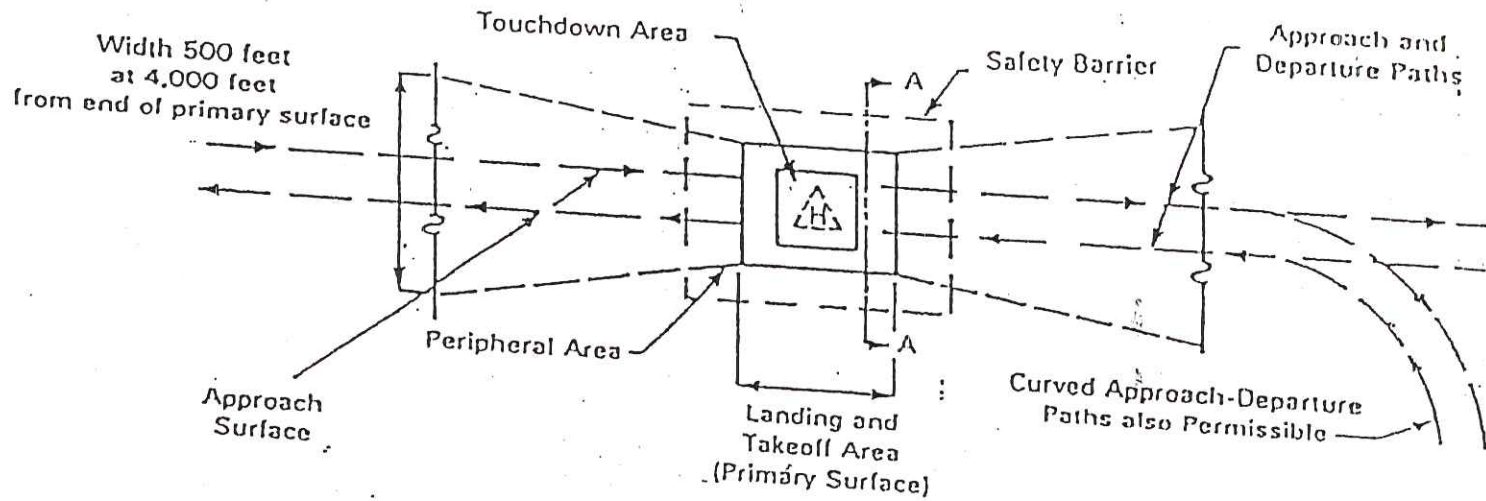 Touchdown Area
Width 500 feet
at 4,000 feet
from end of primary surface
A
Safety Barrier
Approach and
Departure Paths
H
Peripheral Area
A
Approach
Surface
Landing and
Takeoff Area
(Primary Surface)
Curved Approach-Departure
Paths also Permissible